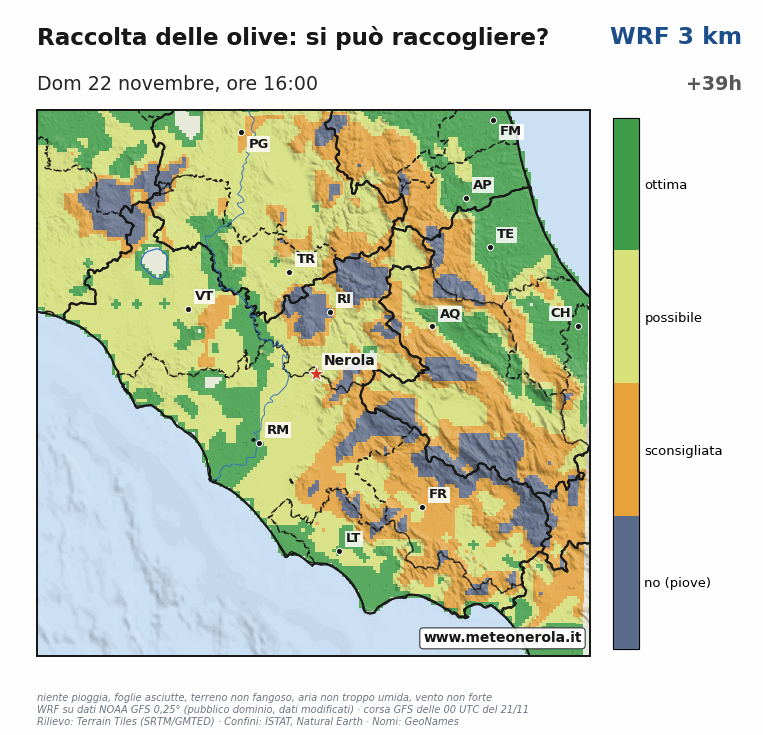 Raccolta delle olive: si può raccogliere?
WRF 3 km
Dom 22 novembre, ore 16:00
+39h
FM
PG
AP
TE
TR
VT
RI
AQ
CH
Nerola
RM
FR
LT
www.meteonerola.it
ottima
possibile
sconsigliata
no (piove)
niente pioggia, foglie asciutte, terreno non fangoso, aria non troppo umida, vento non forte
WRF su dati NOAA GFS 0,25° (pubblico dominio, dati modificati) · corsa GFS delle 00 UTC del 21/11
Rilievo: Terrain Tiles (SRTM/GMTED) · Confini: ISTAT, Natural Earth · Nomi: GeoNames